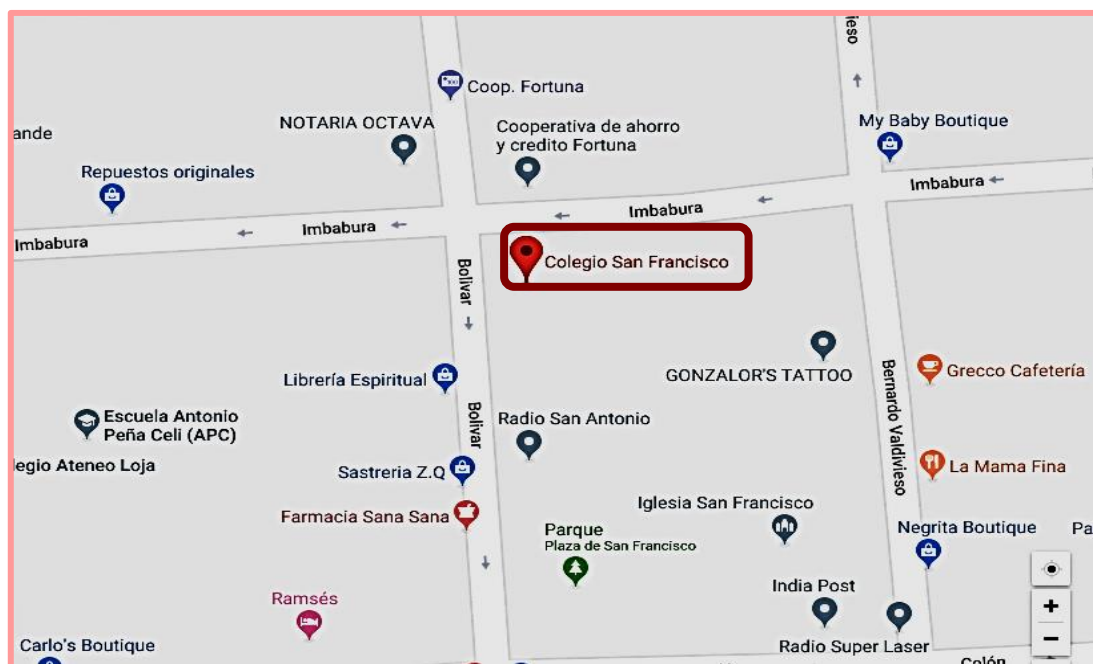 ieso
Coop. Fortuna
NOTARIA OCTAVA
Cooperativa de ahorro
y credito Fortuna
My Baby Boutique
ande
Repuestos originales
Imbabura
Imbabura
Imbabura
Imbabura
Colegio San Francisco
Bolivar
GONZALOR'S TATTOO
Grecco Cafetería
Librería Espiritual
Bernardo Valdivieso
Escuela Antonio
Peña Celi (APC)
Bolivar
Radio San Antonio
legio Ateneo Loja
Sastreria Z.Q
La Mama Fina
Iglesia San Francisco
Farmacia Sana Sana
Parque
Plaza de San Francisco
Negrita Boutique
Pa
India Post
Ramsés
+
Carlo's Boutique
Radio Super Laser
−
Colón